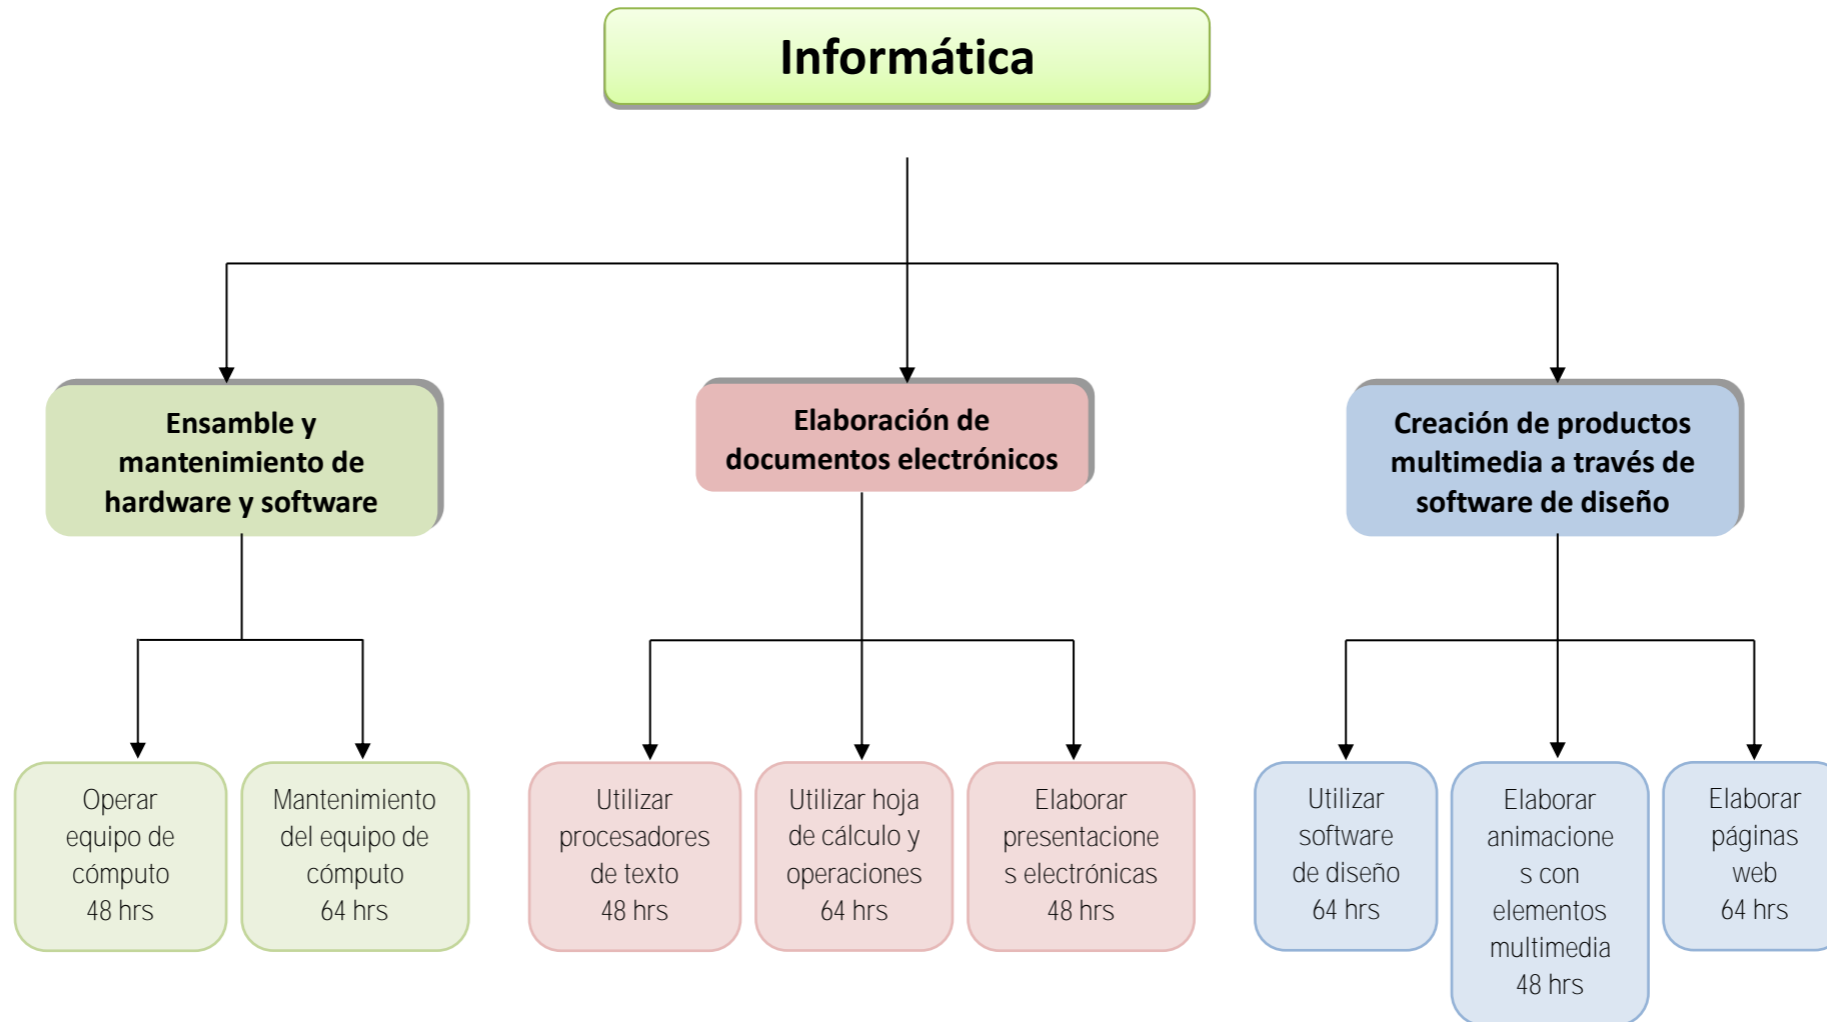 Informática
Ensamble y
mantenimiento de
hardware y software
Elaboración de
documentos electrónicos
Creación de productos
multimedia a través de
software de diseño
Operar
equipo de
cómputo
48 hrs
Mantenimiento
del equipo de
cómputo
64 hrs
Utilizar
procesadores
de texto
48 hrs
Utilizar hoja
de cálculo y
operaciones
64 hrs
Elaborar
presentacione
s electrónicas
48 hrs
Utilizar
software
de diseño
64 hrs
Elaborar
animacione
s con
elementos
multimedia
48 hrs
Elaborar
páginas
web
64 hrs